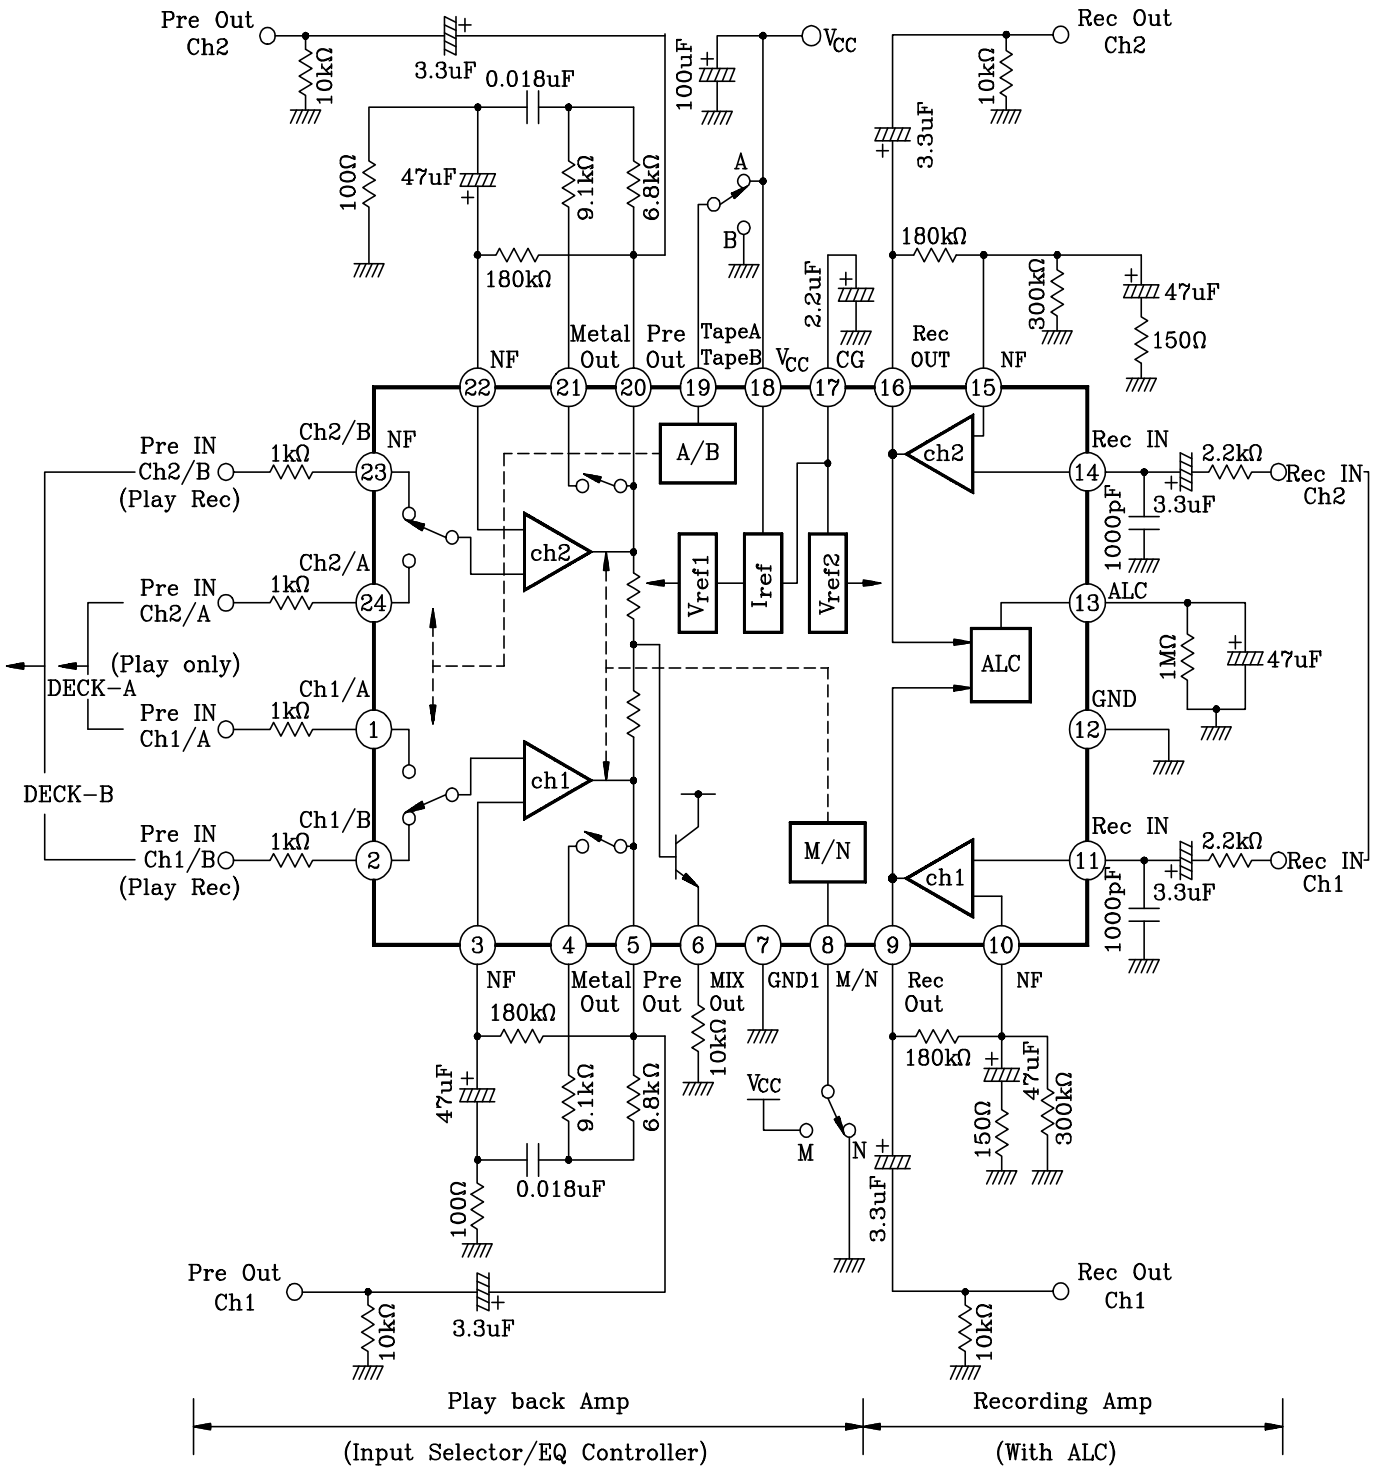 Pre Out
Ch2
10kΩ
3.3uF
+
0.018uF
100Ω
47uF
+
9.1kΩ
6.8kΩ
180kΩ
100uF
+
VCC
A
B
2.2uF
+
Rec Out
Ch2
10kΩ
3.3uF
+
180kΩ
300kΩ
+
47uF
150Ω
NF
Metal
Out
Pre
Out
TapeA
TapeB
VCC
CG
Rec
OUT
NF
22
21
20
19
18
17
16
15
Pre IN
Ch2/B
(Play Rec)
1kΩ
Ch2/B
NF
23
A/B
ch2
Rec IN
14
2.2kΩ
+
3.3uF
1000pF
Rec IN
Ch2
Pre IN
Ch2/A
1kΩ
Ch2/A
24
ch2
Vref1
Iref
Vref2
13
ALC
ALC
1MΩ
+
47uF
(Play only)
DECK-A
Pre IN
Ch1/A
1kΩ
Ch1/A
1
GND
12
DECK-B
Pre IN
Ch1/B
(Play Rec)
1kΩ
Ch1/B
2
ch1
M/N
ch1
Rec IN
11
2.2kΩ
+
3.3uF
1000pF
Rec IN
Ch1
3
4
5
6
7
8
9
10
NF
Metal
Out
Pre
Out
MIX
Out
GND1
M/N
Rec
Out
NF
180kΩ
+
47uF
9.1kΩ
6.8kΩ
10kΩ
0.018uF
100Ω
VCC
M
N
180kΩ
+
47uF
150Ω
300kΩ
+
3.3uF
Pre Out
Ch1
10kΩ
+
3.3uF
Rec Out
Ch1
10kΩ
Play back Amp
(Input Selector/EQ Controller)
Recording Amp
(With ALC)